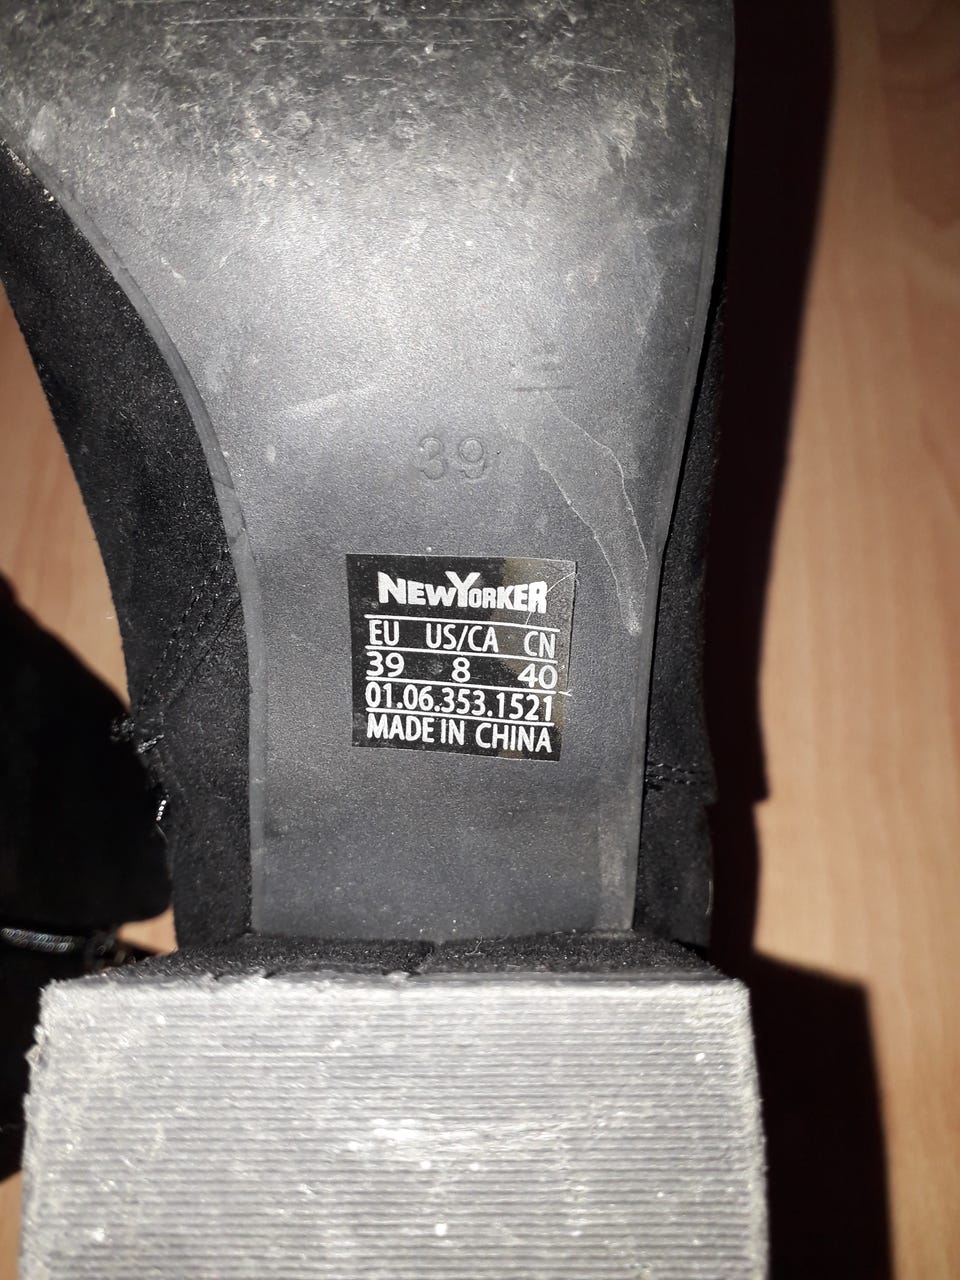 39
NEWYORKER
EU US/CA CN
39 8 40
01.06.353.1521
MADE IN CHINA